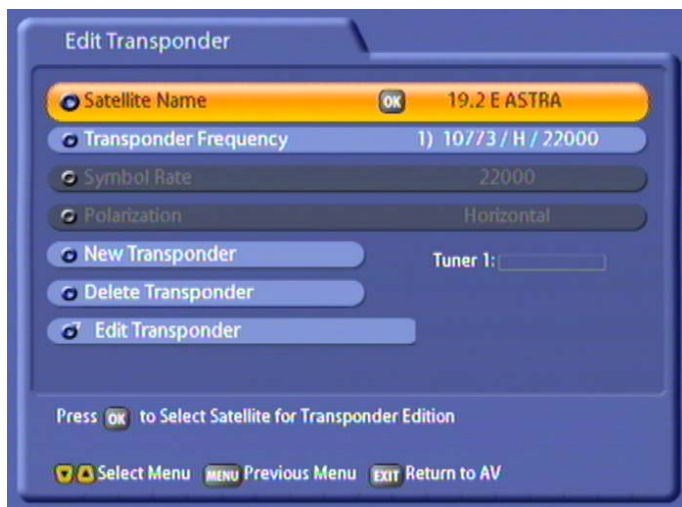 Edit Transponder
Satellite Name OK 19.2 E ASTRA
Transponder Frequency 1) 10773 / H / 22000
Symbol Rate 22000
Polarization Horizontal
New Transponder
Tuner 1:
Delete Transponder
Edit Transponder
Press OK to Select Satellite for Transponder Edition
Select Menu MENU Previous Menu EXIT Return to AV